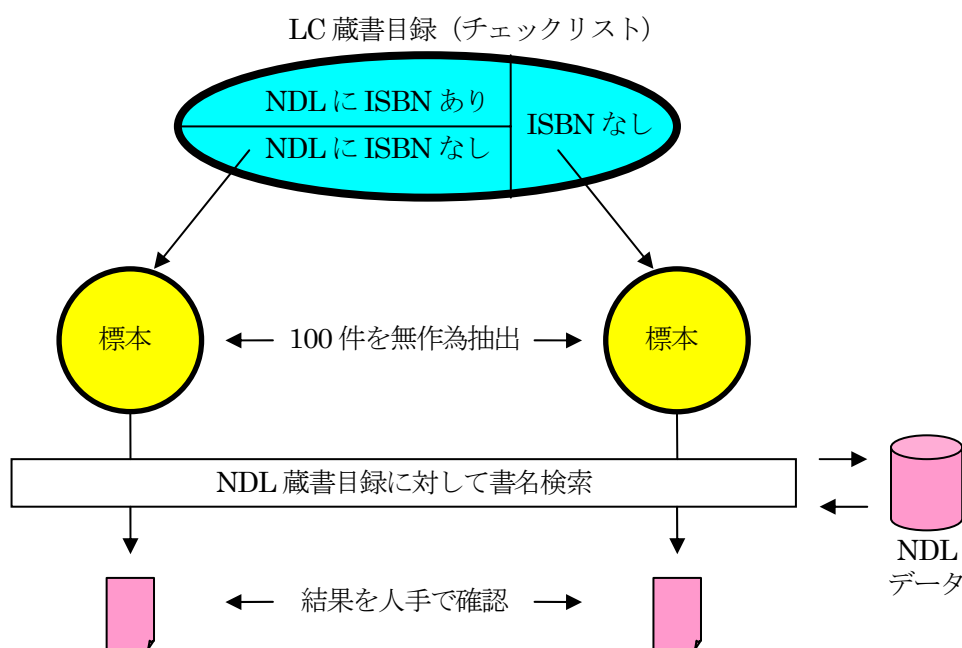 LC 蔵書目録（チェックリスト）
NDL に ISBN あり
ISBN なし
NDL に ISBN なし
標本
100 件を無作為抽出
標本
NDL 蔵書目録に対して書名検索
NDL
データ
結果を人手で確認